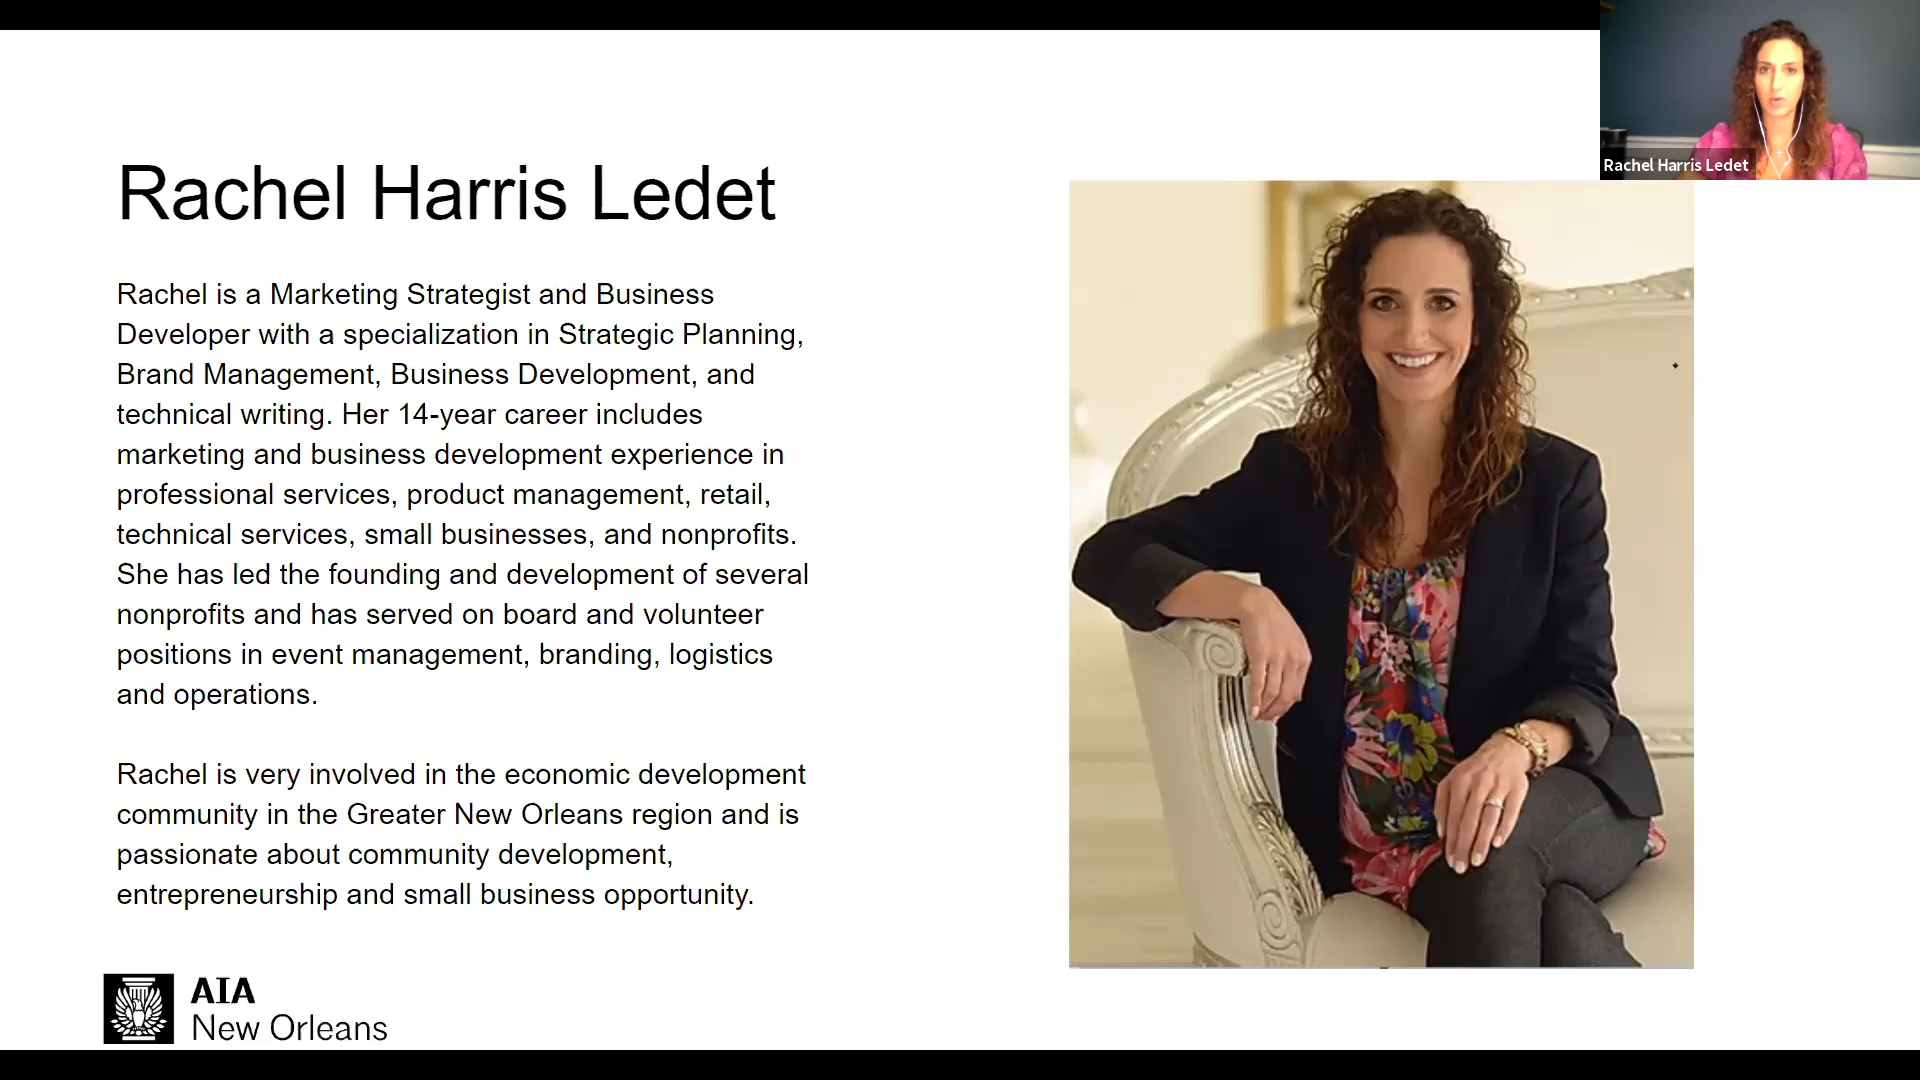 Rachel Harris Ledet
Rachel Harris Ledet
Rachel is a Marketing Strategist and Business
Developer with a specialization in Strategic Planning,
Brand Management, Business Development, and
technical writing. Her 14-year career includes
marketing and business development experience in
professional services, product management, retail,
technical services, small businesses, and nonprofits.
She has led the founding and development of several
nonprofits and has served on board and volunteer
positions in event management, branding, logistics
and operations.
Rachel is very involved in the economic development
community in the Greater New Orleans region and is
passionate about community development,
entrepreneurship and small business opportunity.
AIA
New Orleans